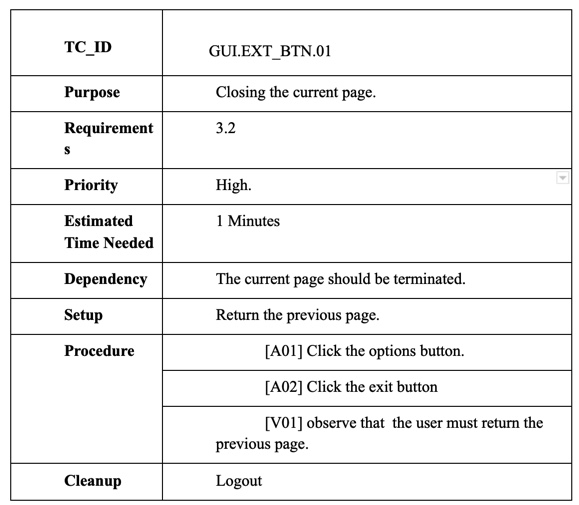 TC_ID
GUI.EXT_BTN.01
Purpose
Closing the current page.
Requirement
s
3.2
Priority
High.
Estimated
Time Needed
1 Minutes
Dependency
The current page should be terminated.
Setup
Return the previous page.
Procedure
[A01] Click the options button.
[A02] Click the exit button
[V01] observe that  the user must return the
previous page.
Cleanup
Logout